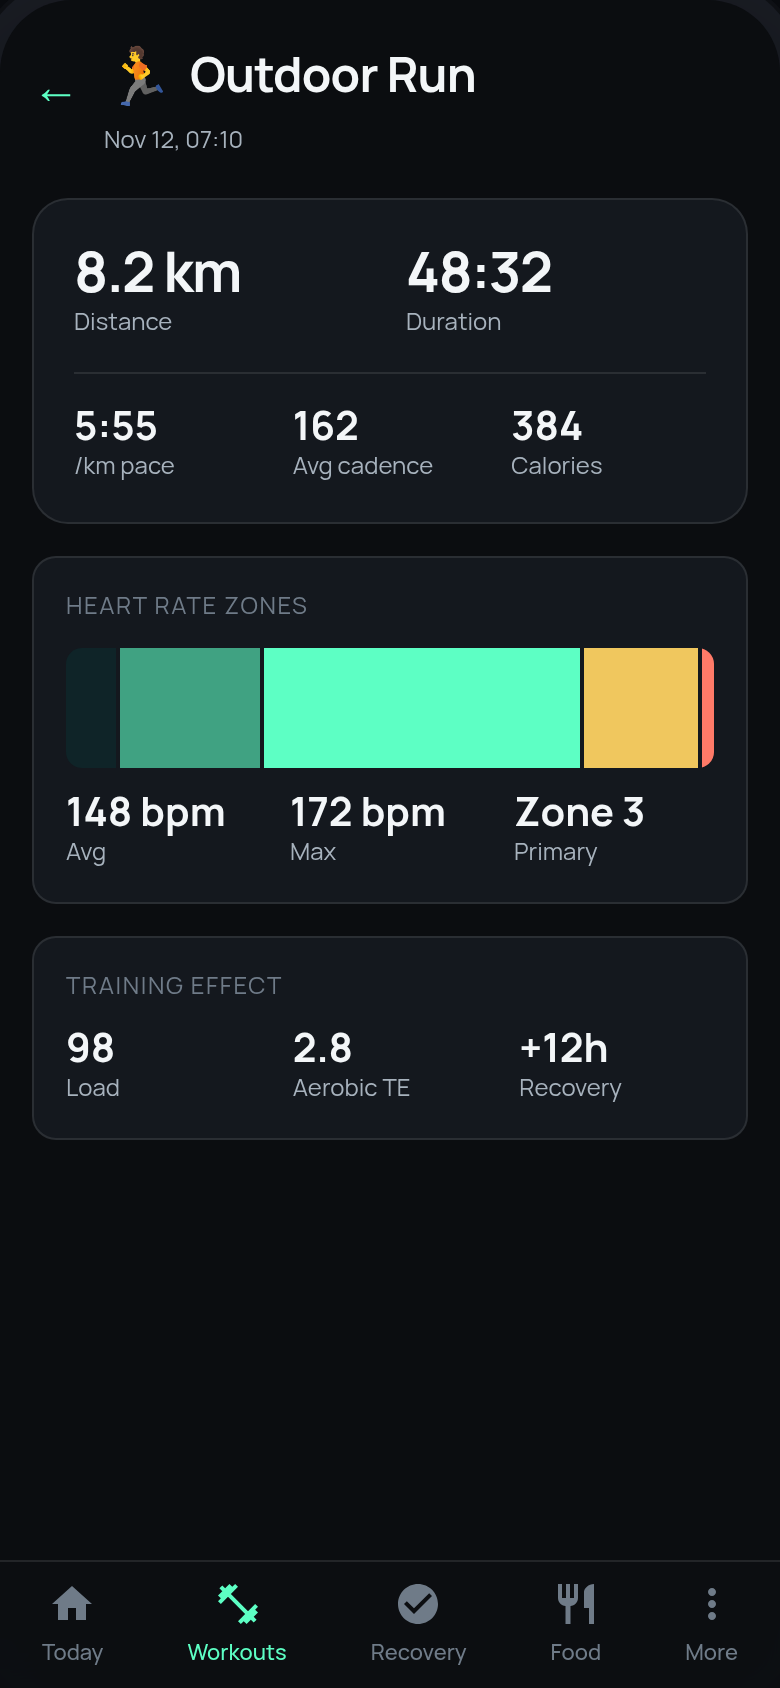 Outdoor Run
Nov 12, 07:10
8.2 km 48:32
Distance Duration
5:55 162 384
/km pace Avg cadence Calories
HEART RATE ZONES
148 bpm 172 bpm Zone 3
Avg Max Primary
TRAINING EFFECT
98 2.8 +12h
Load Aerobic TE Recovery
Today Workouts Recovery Food More